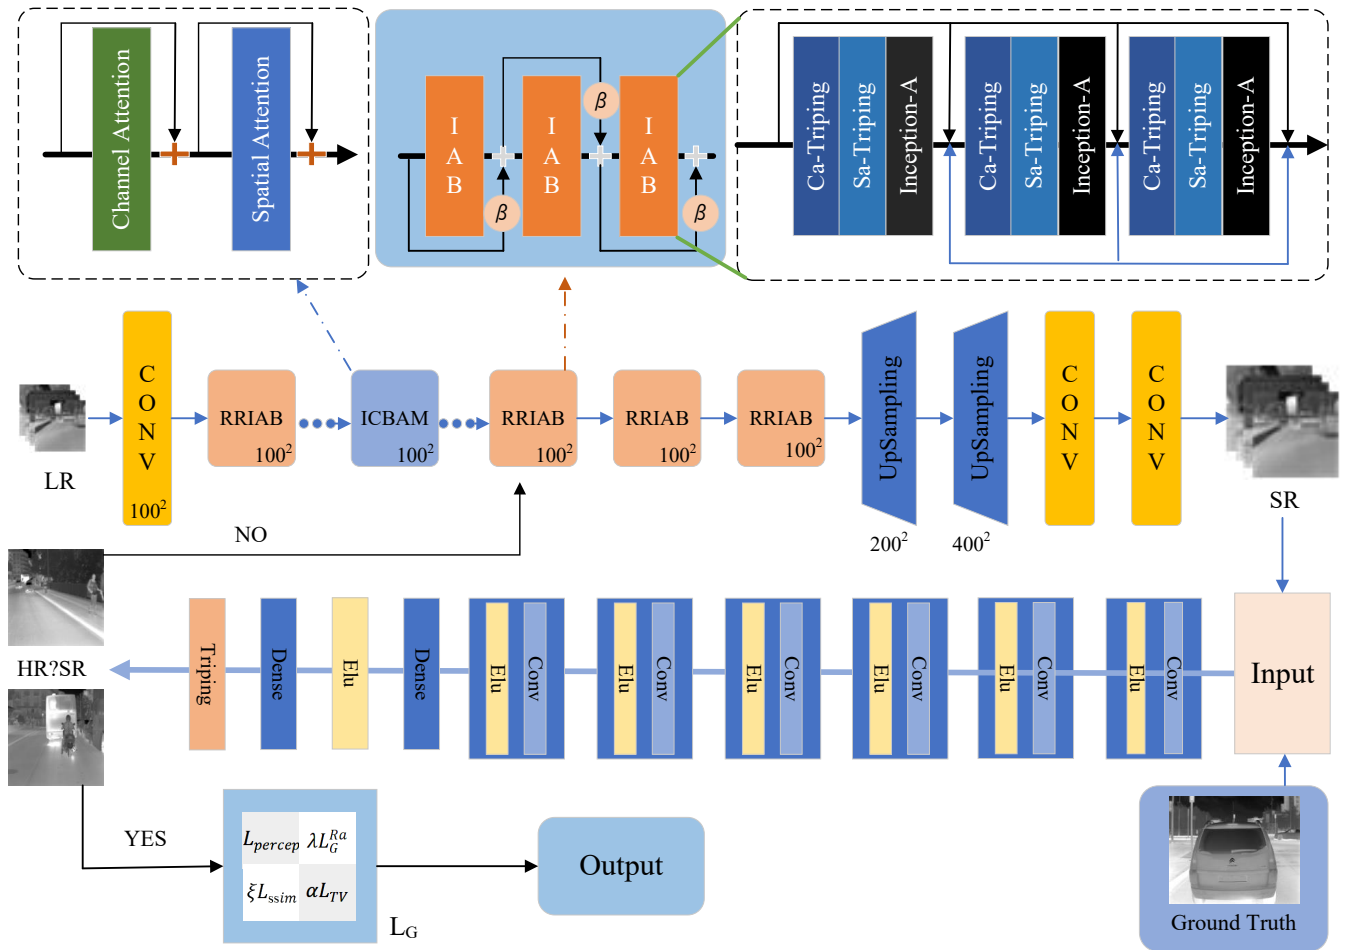 Channel Attention
Spatial Attention
I A B
β
I A B
β
I A B
β
Ca-Triping
Sa-Triping
Inception-A
Ca-Triping
Sa-Triping
Inception-A
Ca-Triping
Sa-Triping
Inception-A
LR
CONV
100²
RRIAB
100²
ICBAM
100²
RRIAB
100²
RRIAB
100²
RRIAB
100²
UpSampling
200²
UpSampling
400²
CONV
CONV
SR
NO
HR?SR
Triping
Dense
Elu
Dense
Elu
Conv
Elu
Conv
Elu
Conv
Elu
Conv
Elu
Conv
Elu
Conv
Input
YES
L_percep λL_G^Ra
ξL_ssim αL_TV
L_G
Output
Ground Truth